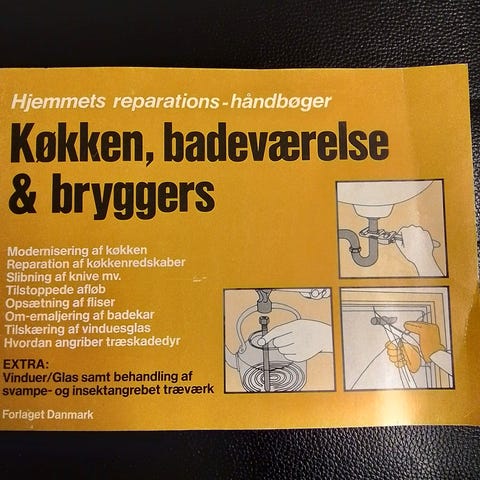 Hjemmets reparations-håndbøger
Køkken, badeværelse
& bryggers
Modernisering af køkken
Reparation af køkkenredskaber
Slibning af knive mv.
Tilstoppede afløb
Opsætning af fliser
Om-emaljering af badekar
Tilskæring af vinduesglas
Hvordan angriber træskadedyr
EXTRA:
Vinduer/Glas samt behandling af
svampe- og insektangrebet træværk
Forlaget Danmark